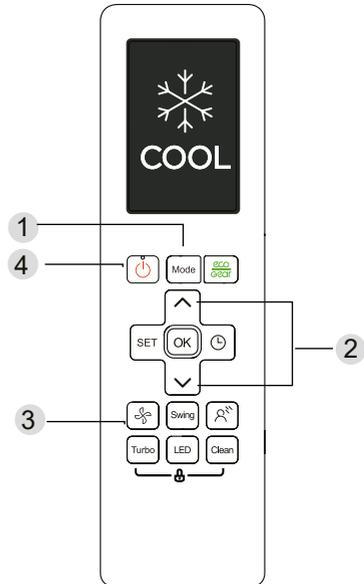 COOL
1
4
Mode
eco
Gear
SET
OK
2
3
Swing
Turbo
LED
Clean